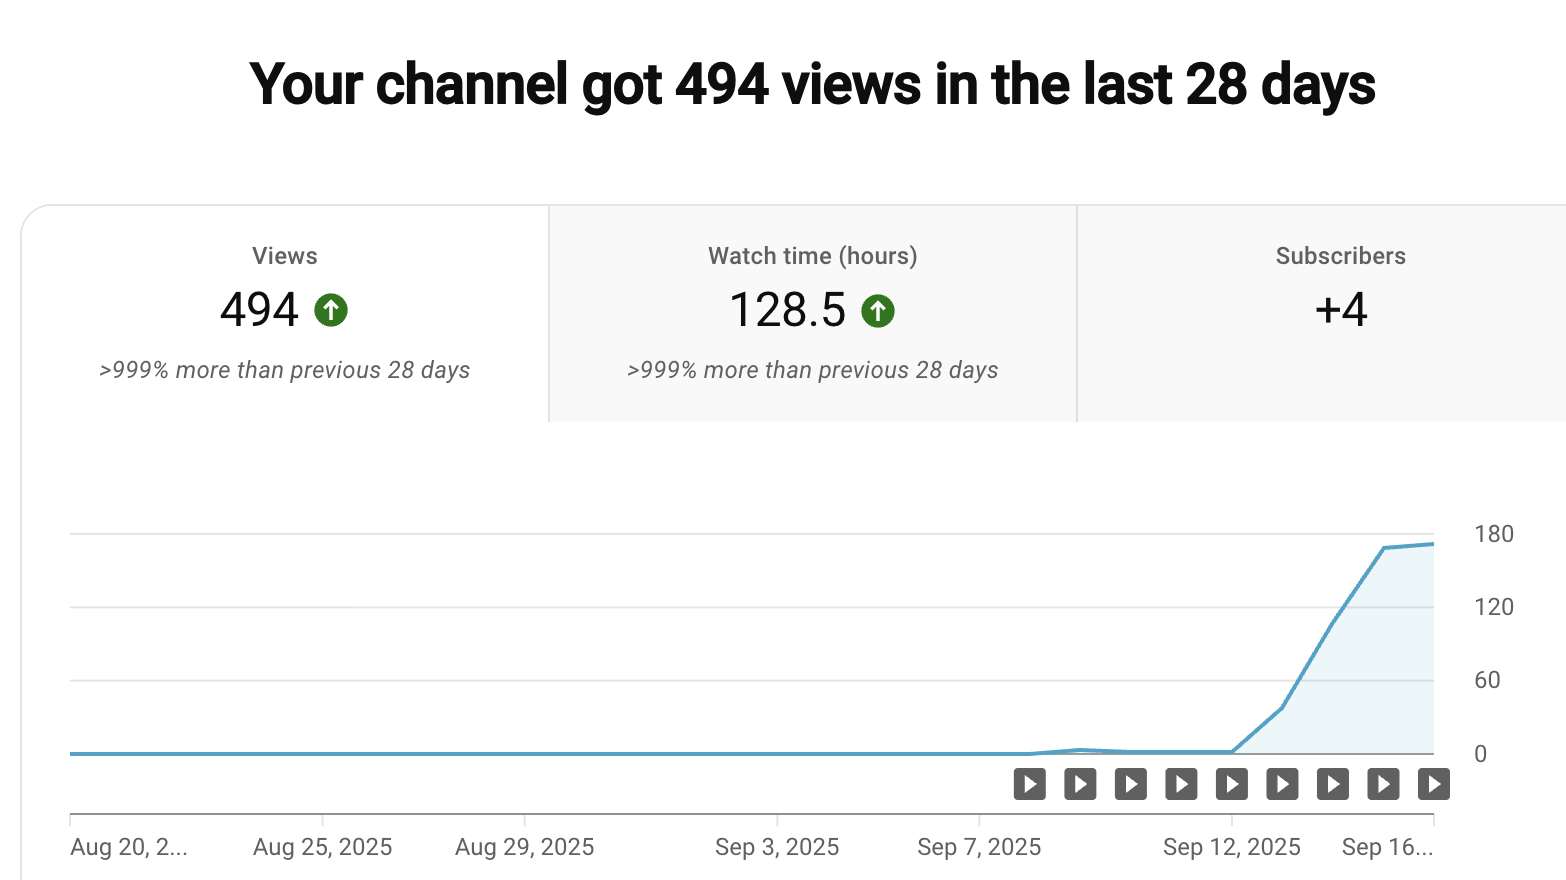 Your channel got 494 views in the last 28 days
Views
494
>999% more than previous 28 days
Watch time (hours)
128.5
>999% more than previous 28 days
Subscribers
+4
180
120
60
0
Aug 20, 2...
Aug 25, 2025
Aug 29, 2025
Sep 3, 2025
Sep 7, 2025
Sep 12, 2025
Sep 16...